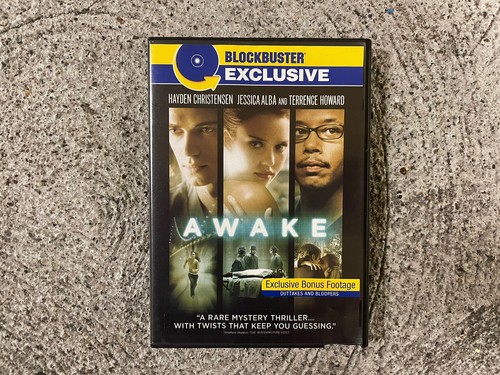 BLOCKBUSTER®
EXCLUSIVE
HAYDEN CHRISTENSEN JESSICA ALBA AND TERRENCE HOWARD
AWAKE
Exclusive Bonus Footage
OUTTAKES AND BLOOPERS
"A RARE MYSTERY THRILLER...
WITH TWISTS THAT KEEP YOU GUESSING."